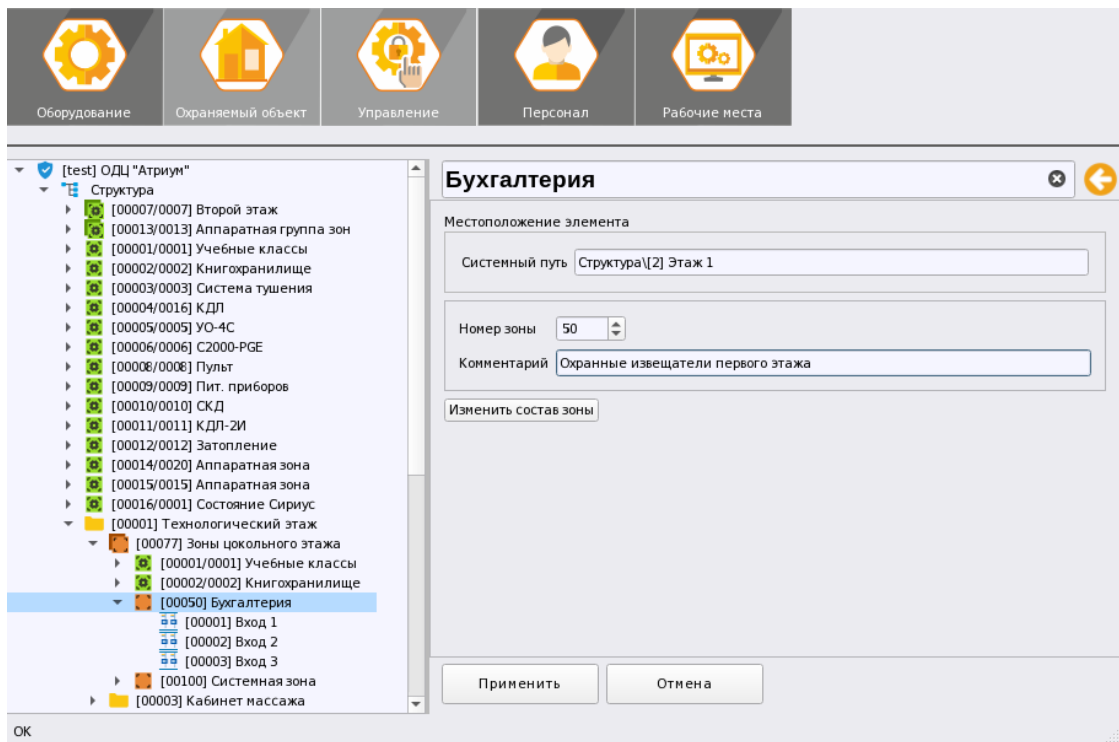 Оборудование
Охраняемый объект
Управление
Персонал
Рабочие места
[test] ОДЦ "Атриум"
Структура
[00007/0007] Второй этаж
[00013/0013] Аппаратная группа зон
[00001/0001] Учебные классы
[00002/0002] Книгохранилище
[00003/0003] Система тушения
[00004/0016] КДЛ
[00005/0005] УО-4С
[00006/0006] С2000-PGE
[00008/0008] Пульт
[00009/0009] Пит. приборов
[00010/0010] СКД
[00011/0011] КДЛ-2И
[00012/0012] Затопление
[00014/0020] Аппаратная зона
[00015/0015] Аппаратная зона
[00016/0001] Состояние Сириус
[00001] Технологический этаж
[00077] Зоны цокольного этажа
[00001/0001] Учебные классы
[00002/0002] Книгохранилище
[00050] Бухгалтерия
[00001] Вход 1
[00002] Вход 2
[00003] Вход 3
[00100] Системная зона
[00003] Кабинет массажа
Бухгалтерия
Местоположение элемента
Системный путь Структура\[2] Этаж 1
Номер зоны 50
Комментарий Охранные извещатели первого этажа
Изменить состав зоны
Применить Отмена
ОК